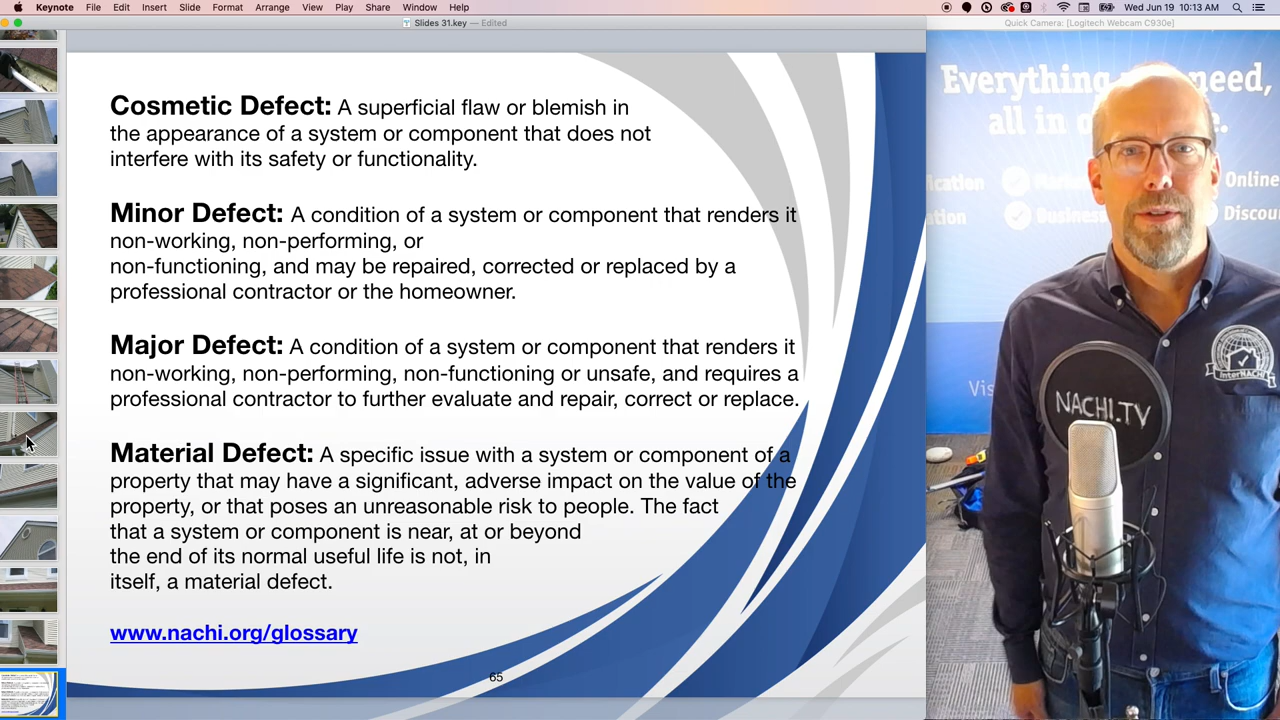 Keynote File Edit Insert Slide Format Arrange View Play Share Window Help
Wed Jun 19 10:13 AM
Slides 31.key — Edited
Quick Camera: [Logitech Webcam C930e]
Cosmetic Defect: A superficial flaw or blemish in
the appearance of a system or component that does not
interfere with its safety or functionality.
Minor Defect: A condition of a system or component that renders it
non-working, non-performing, or
non-functioning, and may be repaired, corrected or replaced by a
professional contractor or the homeowner.
Major Defect: A condition of a system or component that renders it
non-working, non-performing, non-functioning or unsafe, and requires a
professional contractor to further evaluate and repair, correct or replace.
Material Defect: A specific issue with a system or component of a
property that may have a significant, adverse impact on the value of the
property, or that poses an unreasonable risk to people. The fact
that a system or component is near, at or beyond
the end of its normal useful life is not, in
itself, a material defect.
www.nachi.org/glossary
65
Everything need,
all in
Online
Busines
Discou
Vis
InterNACHI
NACHI.TV